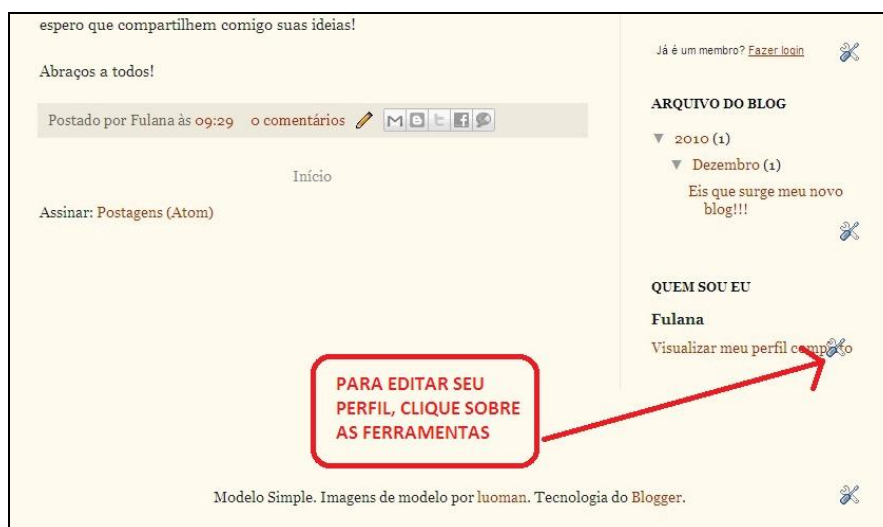 espero que compartilhem comigo suas ideias!
Abraços a todos!
Postado por Fulana às 09:29 0 comentários
Início
Assinar: Postagens (Atom)
Já é um membro? Fazer login
ARQUIVO DO BLOG
▼ 2010 (1)
▼ Dezembro (1)
Eis que surge meu novo
blog!!!
QUEM SOU EU
Fulana
Visualizar meu perfil completo
PARA EDITAR SEU
PERFIL, CLIQUE SOBRE
AS FERRAMENTAS
Modelo Simple. Imagens de modelo por luoman. Tecnologia do Blogger.